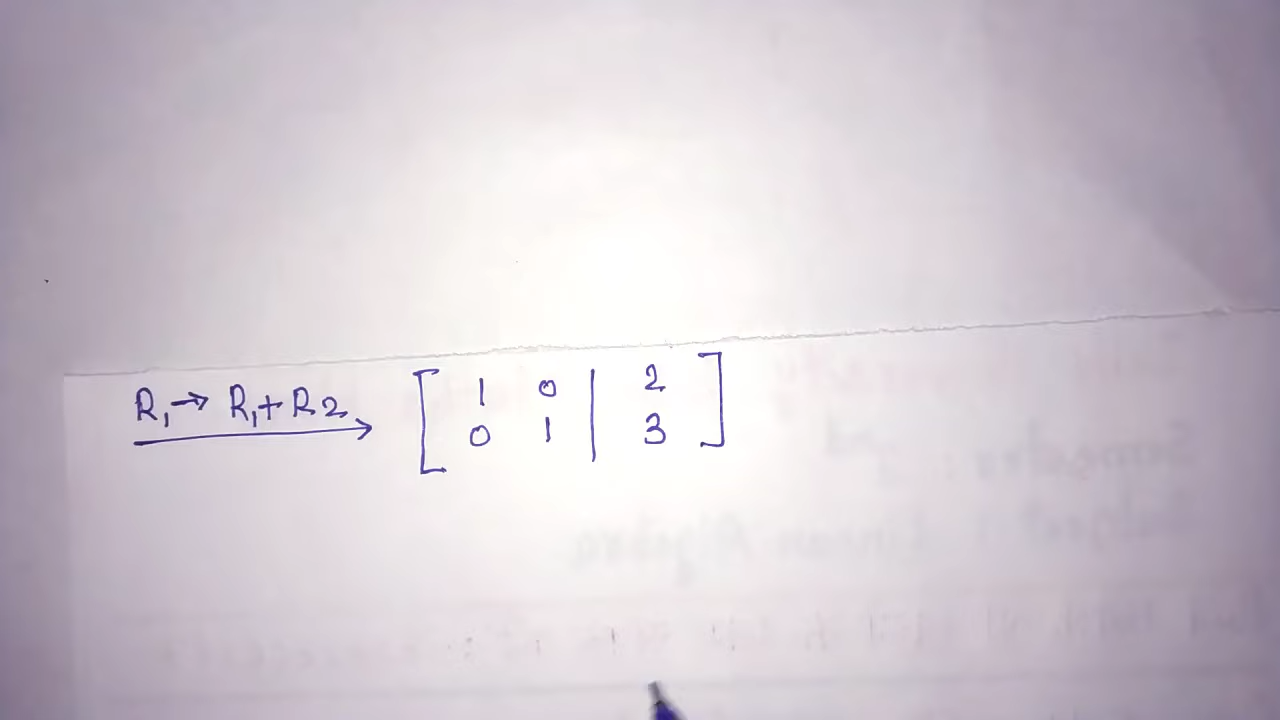 R₁ → R₁ + R2 [ 1 0 | 2 ]
[ 0 1 | 3 ]